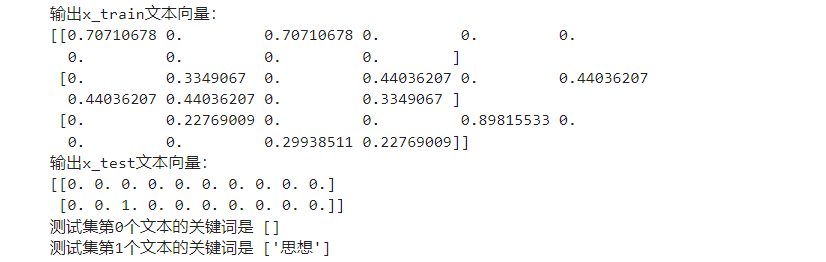 输出x_train文本向量：
[[0.70710678 0.         0.70710678 0.         0.         0.
  0.         0.         0.         0.        ]
 [0.         0.3349067  0.         0.44036207 0.         0.44036207
  0.44036207 0.44036207 0.         0.3349067 ]
 [0.         0.22769009 0.         0.         0.89815533 0.
  0.         0.         0.29938511 0.22769009]]
输出x_test文本向量：
[[0. 0. 0. 0. 0. 0. 0. 0. 0. 0.]
 [0. 0. 1. 0. 0. 0. 0. 0. 0. 0.]]
测试集第0个文本的关键词是 []
测试集第1个文本的关键词是 ['思想']